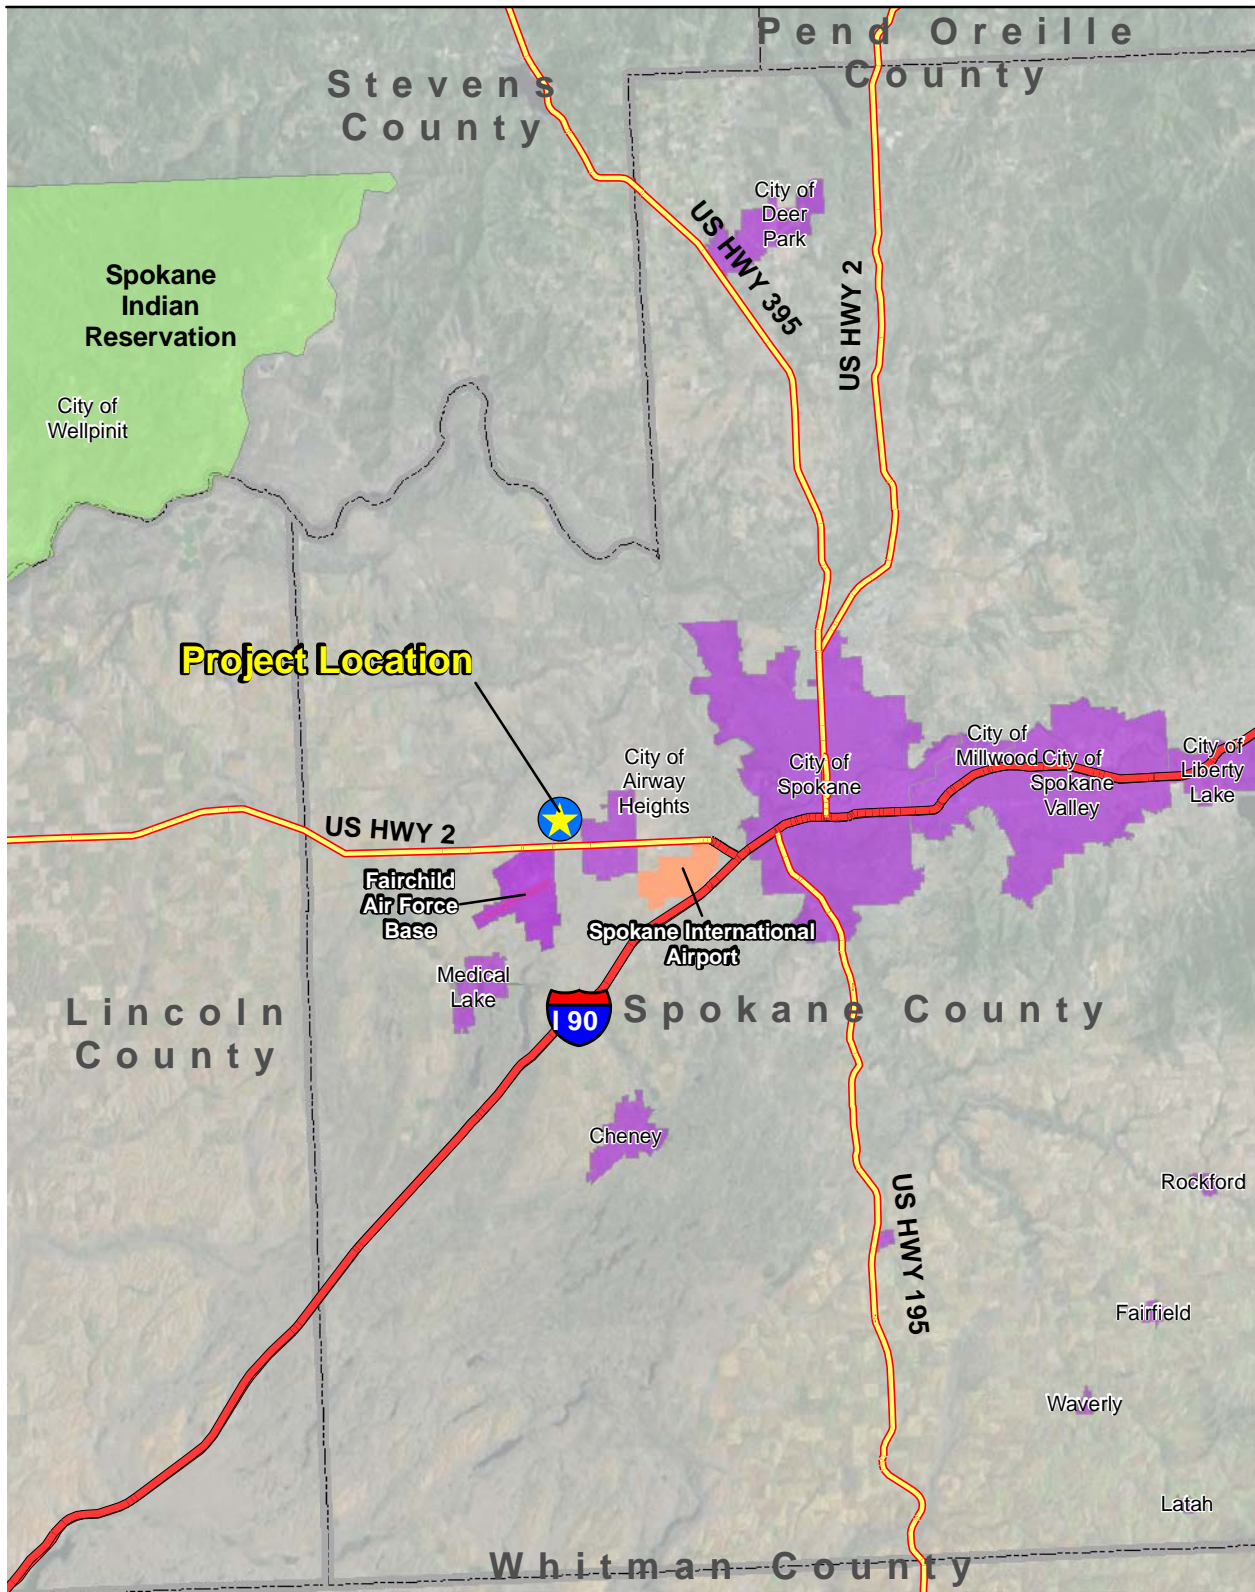 Pend Oreille
County
Stevens
County
City of
Deer
Park
US HWY 395
US HWY 2
Spokane
Indian
Reservation
City of
Wellpinit
Project Location
City of
Airway
Heights
City of
Spokane
City of
Millwood
City of
Spokane
Valley
City of
Liberty
Lake
US HWY 2
Fairchild
Air Force
Base
Spokane International
Airport
Medical
Lake
I 90
Spokane County
Lincoln
County
Cheney
US HWY 195
Rockford
Fairfield
Waverly
Latah
Whitman County